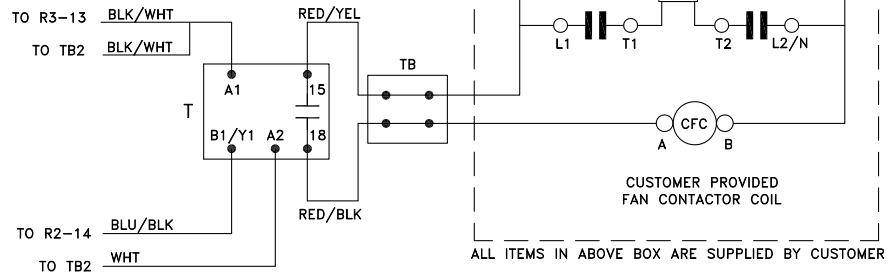 TO R3-13 BLK/WHT
TO TB2 BLK/WHT
RED/YEL
L1 T1 T2 L2/N
TB
T
A1 15
B1/Y1 A2 18
CFC
A B
CUSTOMER PROVIDED
FAN CONTACTOR COIL
RED/BLK
TO R2-14 BLU/BLK
TO TB2 WHT
ALL ITEMS IN ABOVE BOX ARE SUPPLIED BY CUSTOMER